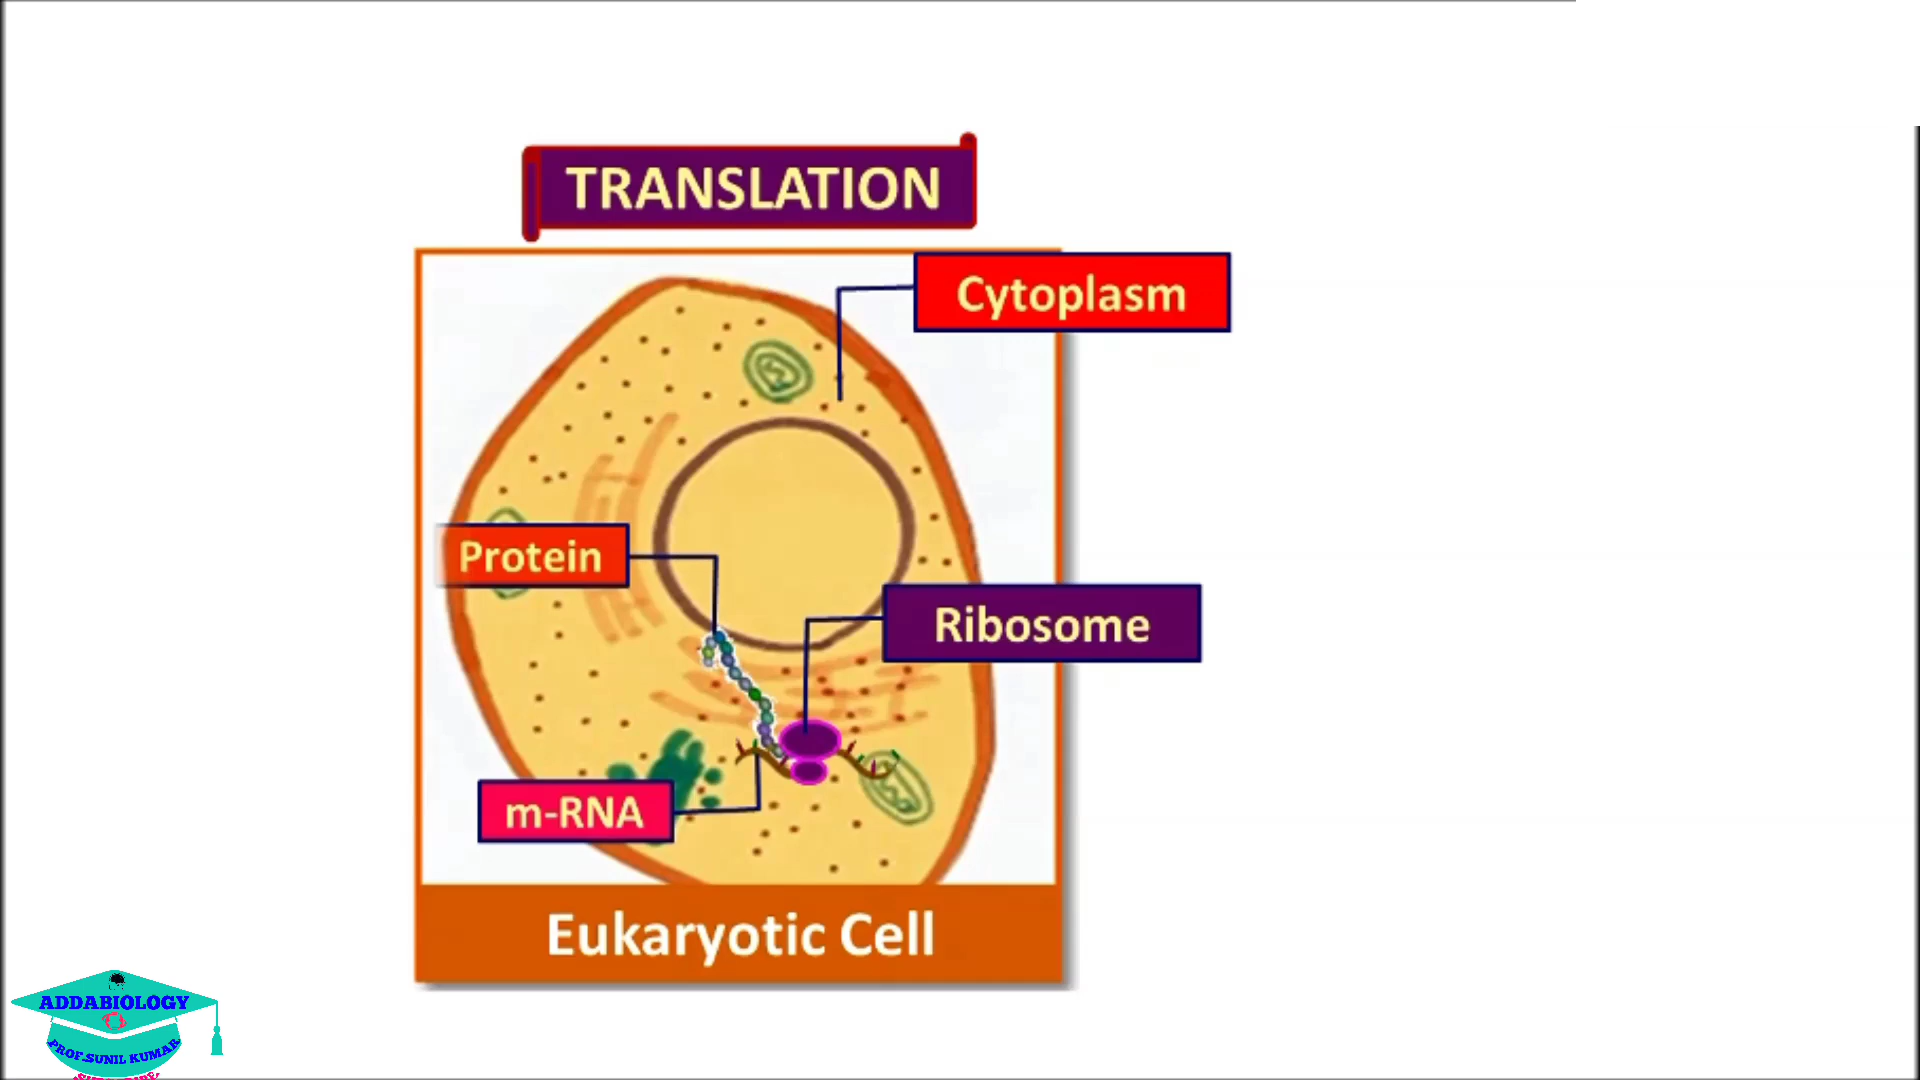 TRANSLATION
Cytoplasm
Protein
Ribosome
m-RNA
Eukaryotic Cell
ADDABIOLOGY
PROF.SUNIL KUMAR